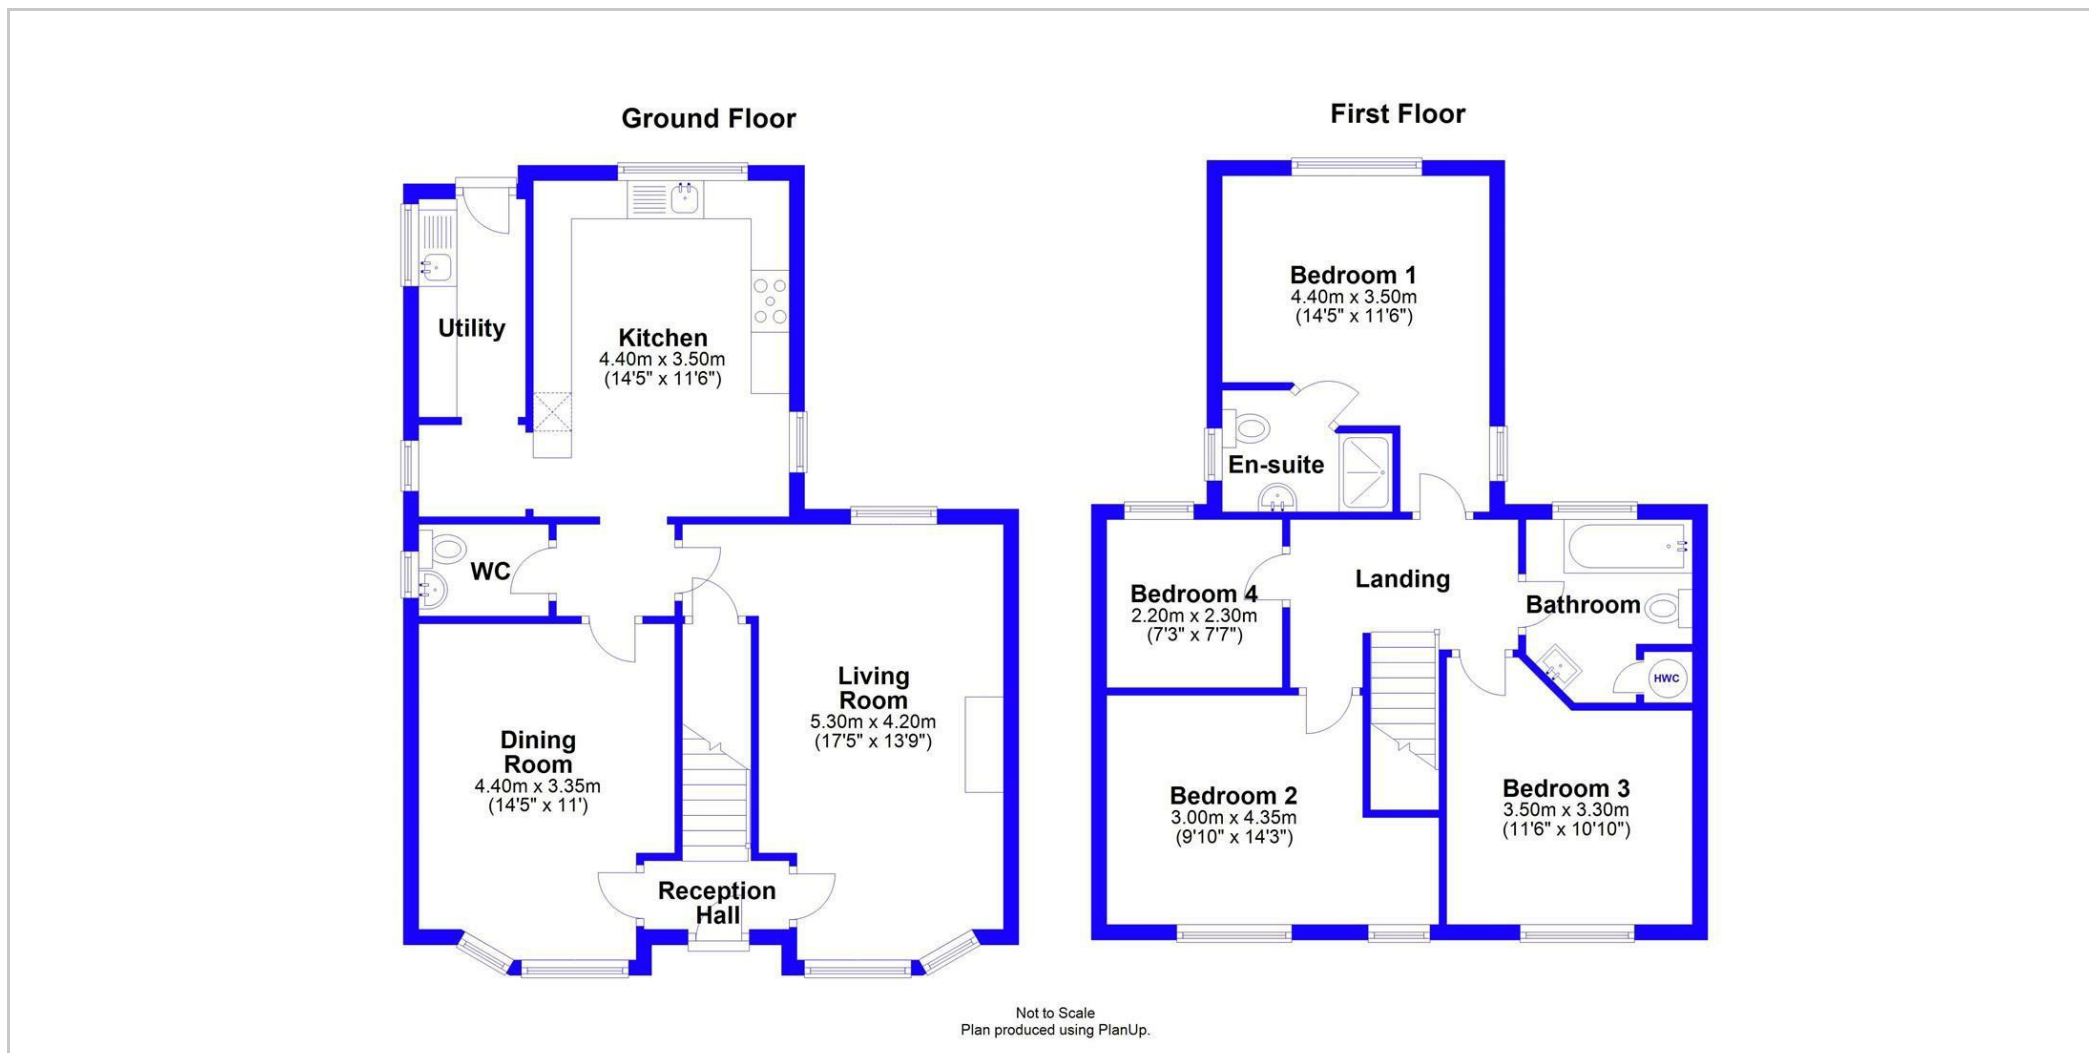 Ground Floor
Utility
Kitchen
4.40m x 3.50m
(14'5" x 11'6")
WC
Living
Room
5.30m x 4.20m
(17'5" x 13'9")
Dining
Room
4.40m x 3.35m
(14'5" x 11')
Reception
Hall
First Floor
Bedroom 1
4.40m x 3.50m
(14'5" x 11'6")
En-suite
Landing
Bedroom 4
2.20m x 2.30m
(7'3" x 7'7")
Bathroom
HWC
Bedroom 2
3.00m x 4.35m
(9'10" x 14'3")
Bedroom 3
3.50m x 3.30m
(11'6" x 10'10")
Not to Scale
Plan produced using PlanUp.